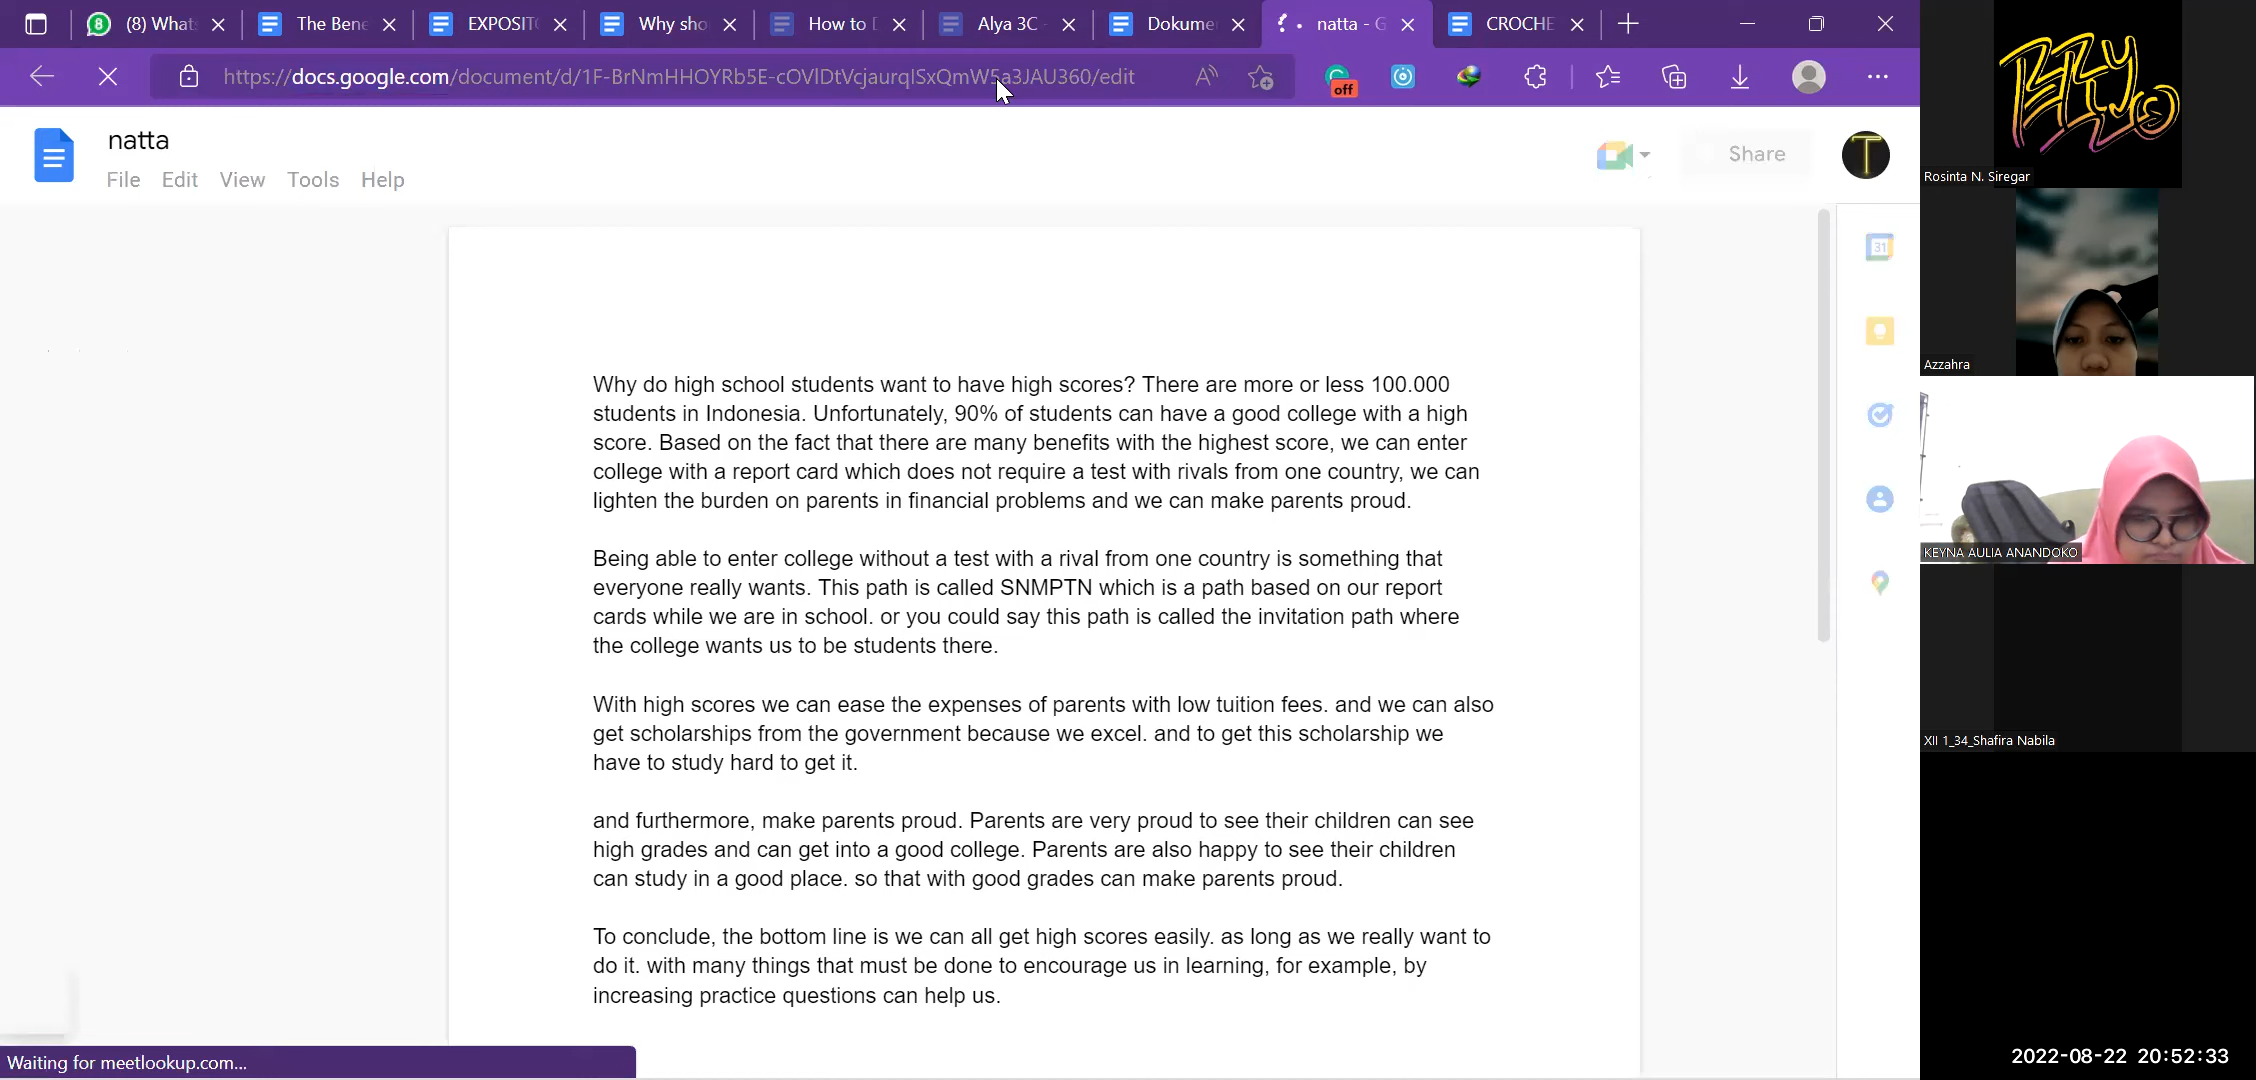 (8) What
The Bene
EXPOSIT
Why sho
How to
Alya 3C
Dokume
natta - G
CROCHE
https://docs.google.com/document/d/1F-BrNmHHOYRb5E-cOVlDtVcjaurqISxQmW5a3JAU360/edit
off
natta
File Edit View Tools Help
Share
T
31
Why do high school students want to have high scores? There are more or less 100.000
students in Indonesia. Unfortunately, 90% of students can have a good college with a high
score. Based on the fact that there are many benefits with the highest score, we can enter
college with a report card which does not require a test with rivals from one country, we can
lighten the burden on parents in financial problems and we can make parents proud.
Being able to enter college without a test with a rival from one country is something that
everyone really wants. This path is called SNMPTN which is a path based on our report
cards while we are in school. or you could say this path is called the invitation path where
the college wants us to be students there.
With high scores we can ease the expenses of parents with low tuition fees. and we can also
get scholarships from the government because we excel. and to get this scholarship we
have to study hard to get it.
and furthermore, make parents proud. Parents are very proud to see their children can see
high grades and can get into a good college. Parents are also happy to see their children
can study in a good place. so that with good grades can make parents proud.
To conclude, the bottom line is we can all get high scores easily. as long as we really want to
do it. with many things that must be done to encourage us in learning, for example, by
increasing practice questions can help us.
Waiting for meetlookup.com...
Rosinta N. Siregar
Azzahra
KEYNA AULIA ANANDOKO
XII 1_34_Shafira Nabila
2022-08-22 20:52:33